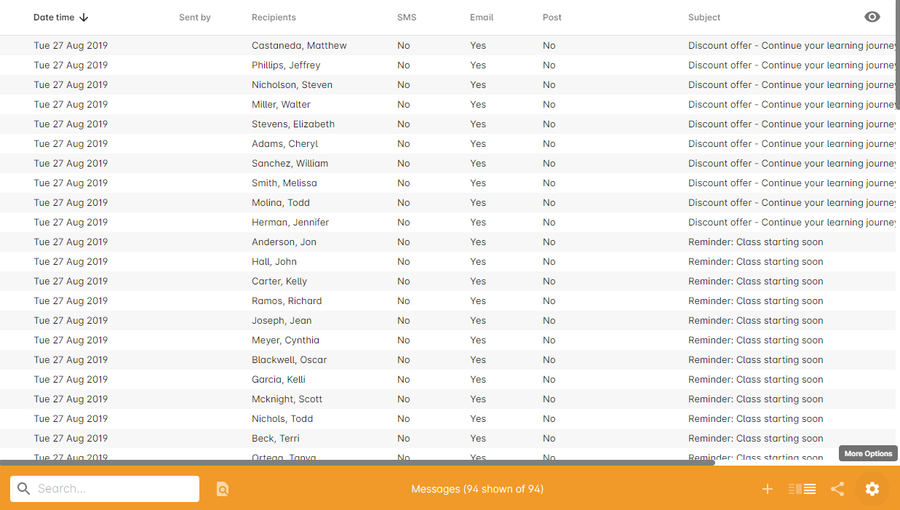 Date time Sent by Recipients SMS Email Post Subject
Tue 27 Aug 2019 Castaneda, Matthew No Yes No Discount offer - Continue your learning journey
Tue 27 Aug 2019 Phillips, Jeffrey No Yes No Discount offer - Continue your learning journey
Tue 27 Aug 2019 Nicholson, Steven No Yes No Discount offer - Continue your learning journey
Tue 27 Aug 2019 Miller, Walter No Yes No Discount offer - Continue your learning journey
Tue 27 Aug 2019 Stevens, Elizabeth No Yes No Discount offer - Continue your learning journey
Tue 27 Aug 2019 Adams, Cheryl No Yes No Discount offer - Continue your learning journey
Tue 27 Aug 2019 Sanchez, William No Yes No Discount offer - Continue your learning journey
Tue 27 Aug 2019 Smith, Melissa No Yes No Discount offer - Continue your learning journey
Tue 27 Aug 2019 Molina, Todd No Yes No Discount offer - Continue your learning journey
Tue 27 Aug 2019 Herman, Jennifer No Yes No Discount offer - Continue your learning journey
Tue 27 Aug 2019 Anderson, Jon No Yes No Reminder: Class starting soon
Tue 27 Aug 2019 Hall, John No Yes No Reminder: Class starting soon
Tue 27 Aug 2019 Carter, Kelly No Yes No Reminder: Class starting soon
Tue 27 Aug 2019 Ramos, Richard No Yes No Reminder: Class starting soon
Tue 27 Aug 2019 Joseph, Jean No Yes No Reminder: Class starting soon
Tue 27 Aug 2019 Meyer, Cynthia No Yes No Reminder: Class starting soon
Tue 27 Aug 2019 Blackwell, Oscar No Yes No Reminder: Class starting soon
Tue 27 Aug 2019 Garcia, Kelli No Yes No Reminder: Class starting soon
Tue 27 Aug 2019 Mcknight, Scott No Yes No Reminder: Class starting soon
Tue 27 Aug 2019 Nichols, Todd No Yes No Reminder: Class starting soon
Tue 27 Aug 2019 Beck, Terri No Yes No Reminder: Class starting soon
Tue 27 Aug 2019 Ortega, Tanya No Yes No Reminder: Class starting soon
More Options
Search... Messages (94 shown of 94)